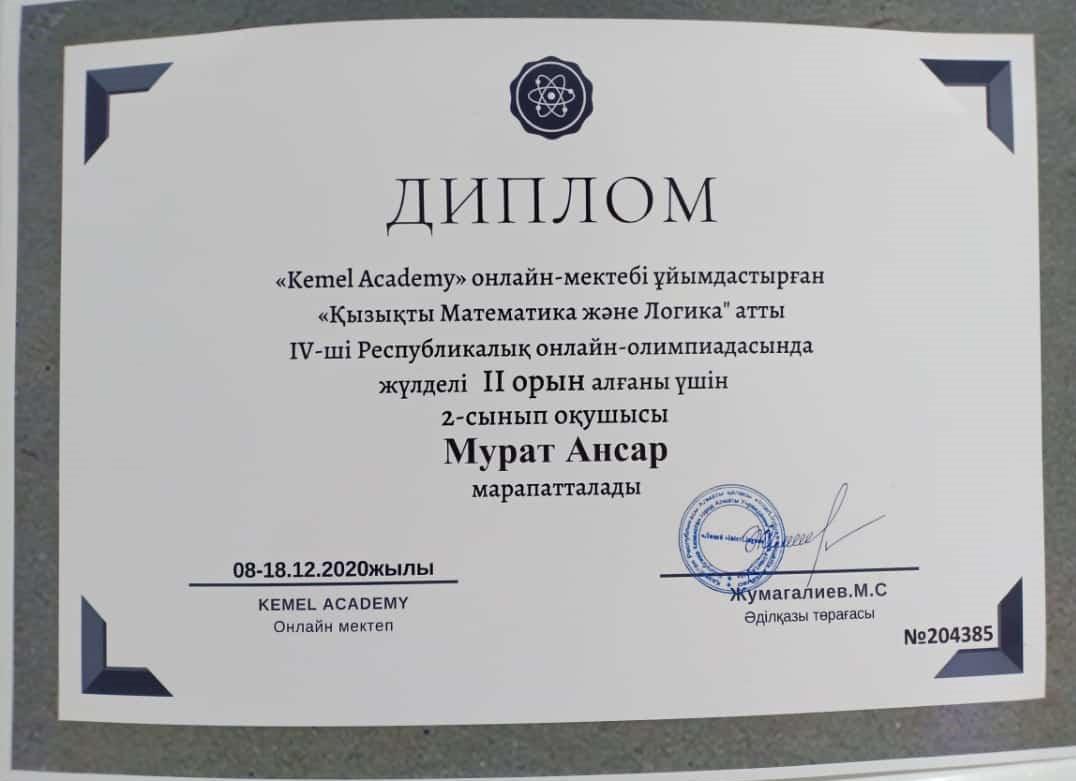 ДИПЛОМ
«Kemel Academy» онлайн-мектебі ұйымдастырған
«Қызықты Математика және Логика" атты
IV-ші Республикалық онлайн-олимпиадасында
жүлделі II орын алғаны үшін
2-сынып оқушысы
Мурат Ансар
марапатталады
08-18.12.2020жылы
KEMEL ACADEMY
Онлайн мектеп
Жумагалиев.М.С
Әділқазы төрағасы
№204385